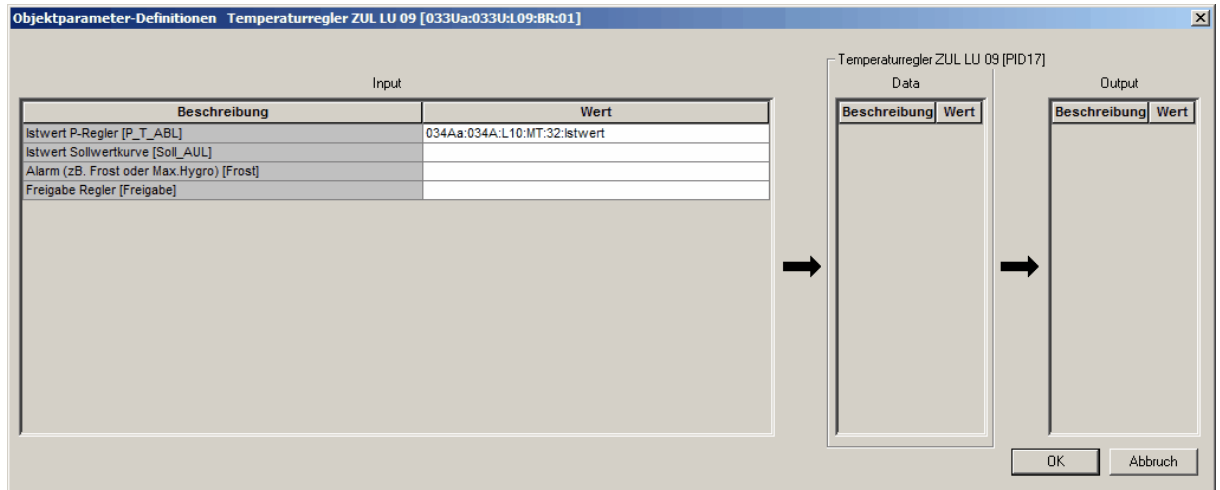 Objektparameter-Definitionen Temperaturregler ZUL LU 09 [033Ua:033U:L09:BR:01]
Temperaturregler ZUL LU 09 [PID17]
Input
Data
Output
Beschreibung Wert
Beschreibung Wert
Beschreibung Wert
Istwert P-Regler [P_T_ABL] 034Aa:034A:L10:MT:32:Istwert
Istwert Sollwertkurve [Soll_AUL]
Alarm (zB. Frost oder Max.Hygro) [Frost]
Freigabe Regler [Freigabe]
OK Abbruch